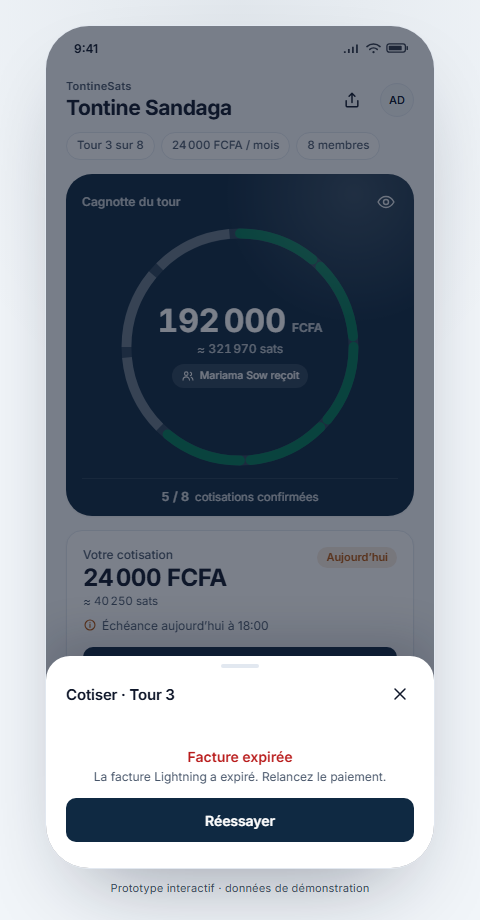 9:41
TontineSats
Tontine Sandaga
AD
Tour 3 sur 8
24 000 FCFA / mois
8 membres
Cagnotte du tour
192 000 FCFA
≈ 321 970 sats
Mariama Sow reçoit
5 / 8 cotisations confirmées
Votre cotisation
Aujourd’hui
24 000 FCFA
≈ 40 250 sats
Échéance aujourd’hui à 18:00
Cotiser · Tour 3
Facture expirée
La facture Lightning a expiré. Relancez le paiement.
Réessayer
Prototype interactif · données de démonstration